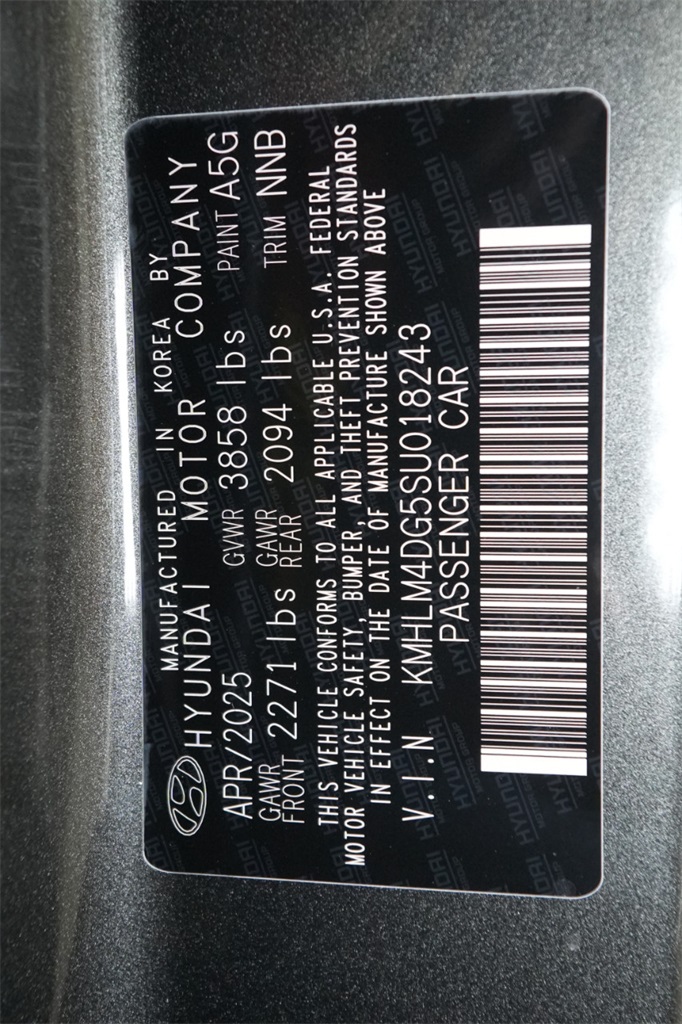 MANUFACTURED IN KOREA BY
HYUNDAI MOTOR COMPANY
APR/2025 GVWR 3858 lbs PAINT A5G
GAWR FRONT 2271 lbs GAWR REAR 2094 lbs TRIM NNB
THIS VEHICLE CONFORMS TO ALL APPLICABLE U.S.A. FEDERAL
MOTOR VEHICLE SAFETY, BUMPER, AND THEFT PREVENTION STANDARDS
IN EFFECT ON THE DATE OF MANUFACTURE SHOWN ABOVE
V.I.N KMHLM4DG5SU018243
PASSENGER CAR